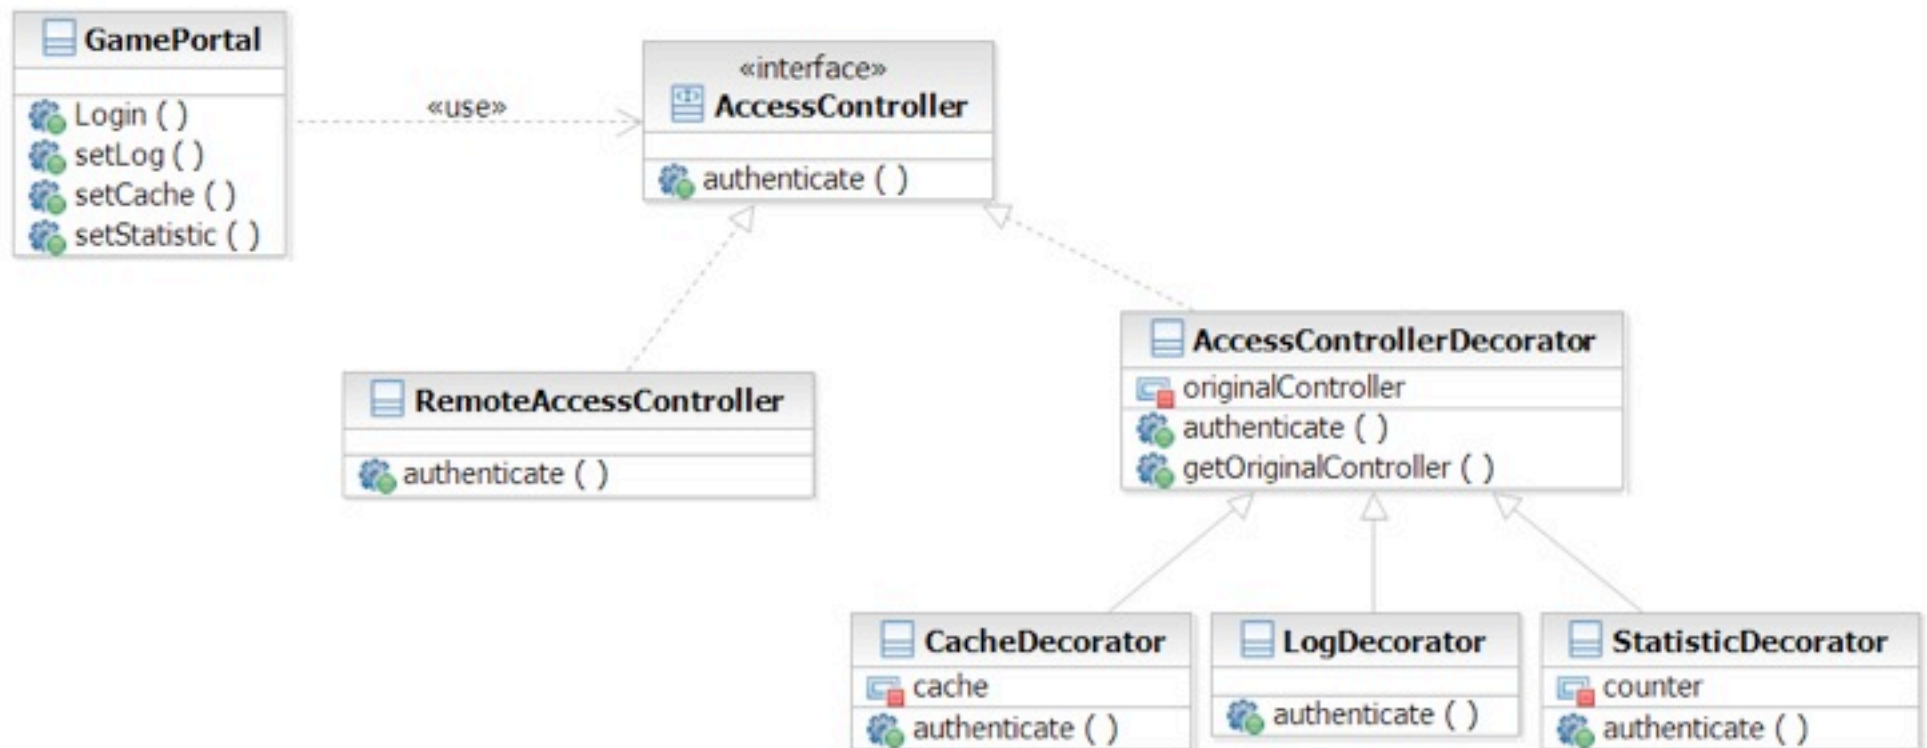 GamePortal
Login ( )
setLog ( )
setCache ( )
setStatistic ( )
«use»
«interface»
AccessController
authenticate ( )
RemoteAccessController
authenticate ( )
AccessControllerDecorator
originalController
authenticate ( )
getOriginalController ( )
CacheDecorator
cache
authenticate ( )
LogDecorator
authenticate ( )
StatisticDecorator
counter
authenticate ( )